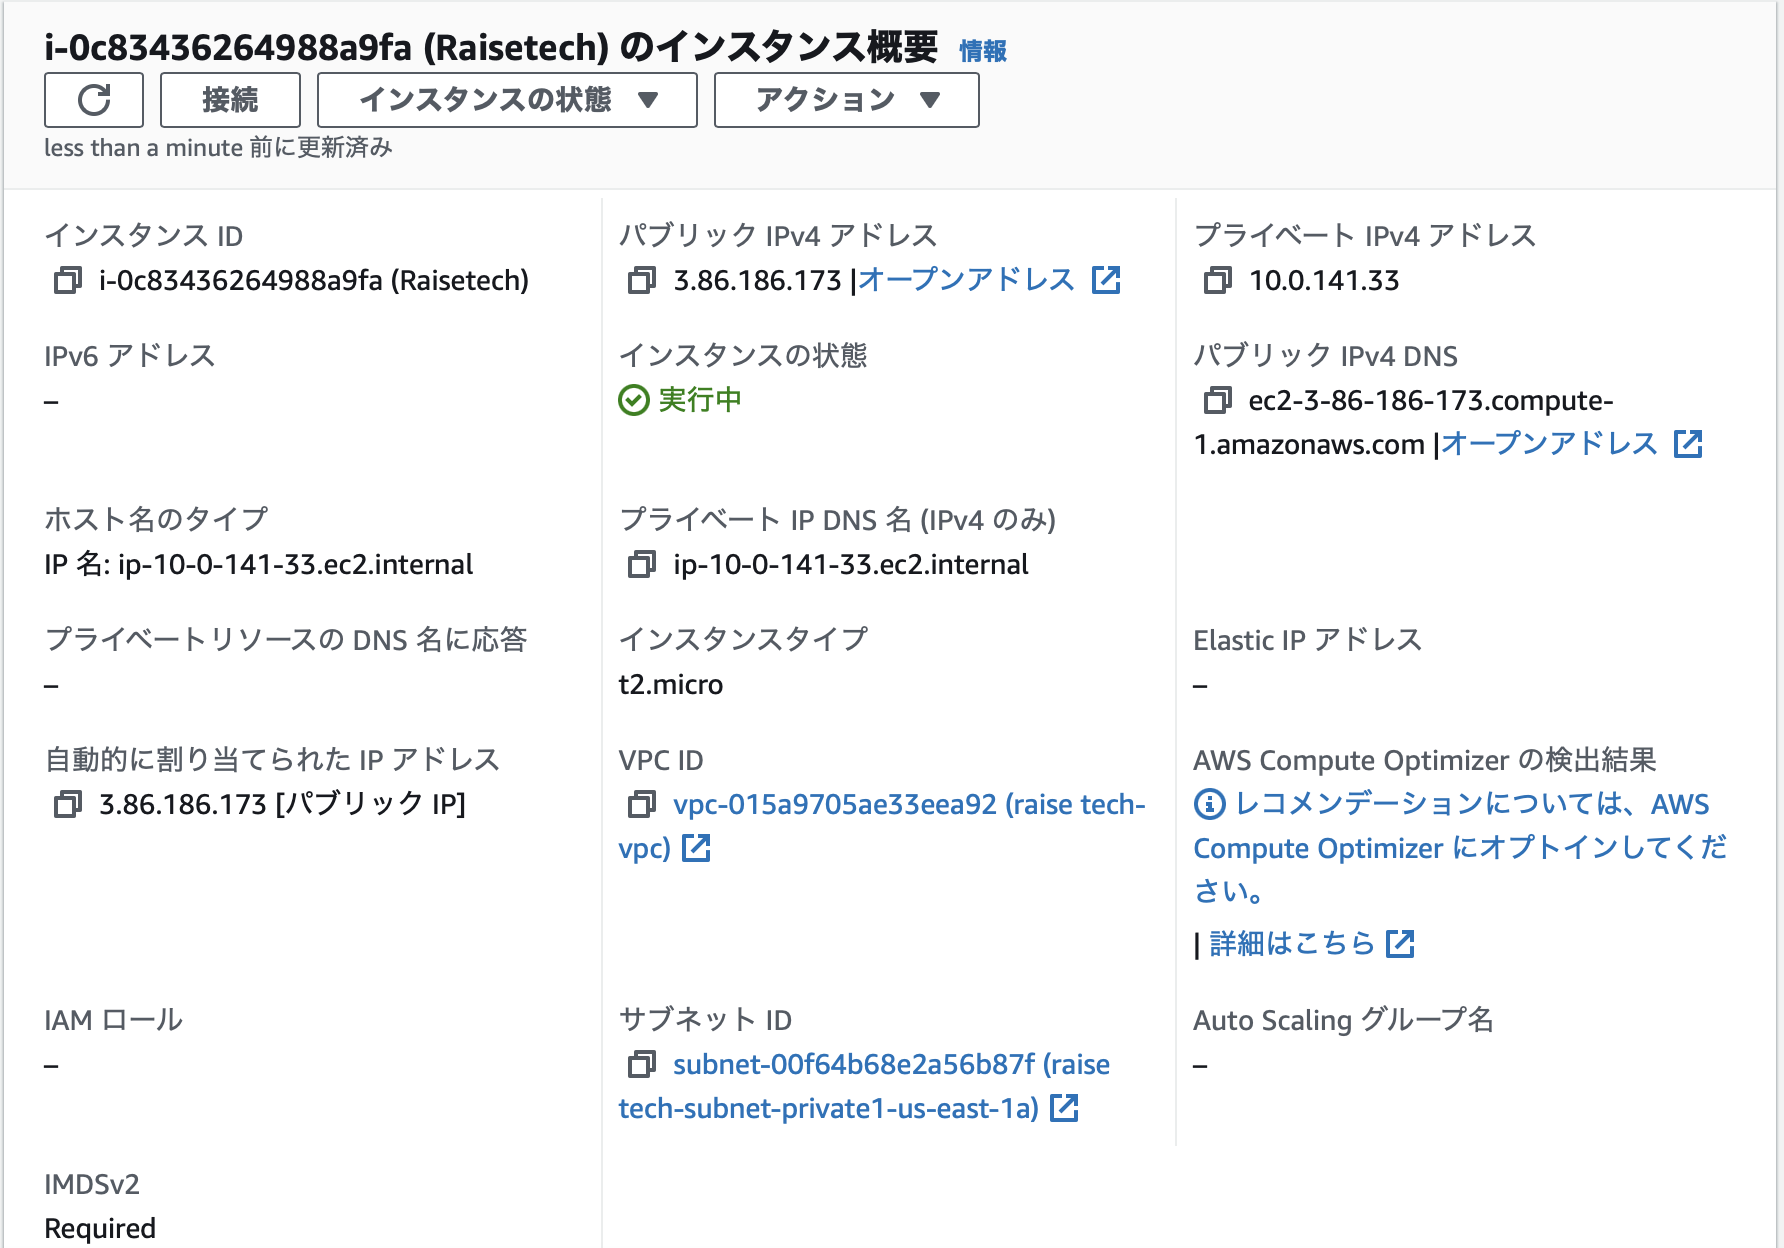 i-0c83436264988a9fa (Raisetech) のインスタンス概要 情報
接続 インスタンスの状態 ▼ アクション ▼
less than a minute 前に更新済み
インスタンス ID
i-0c83436264988a9fa (Raisetech)
パブリック IPv4 アドレス
3.86.186.173 |オープンアドレス
プライベート IPv4 アドレス
10.0.141.33
IPv6 アドレス
–
インスタンスの状態
実行中
パブリック IPv4 DNS
ec2-3-86-186-173.compute-
1.amazonaws.com |オープンアドレス
ホスト名のタイプ
IP 名: ip-10-0-141-33.ec2.internal
プライベート IP DNS 名 (IPv4 のみ)
ip-10-0-141-33.ec2.internal
プライベートリソースの DNS 名に応答
–
インスタンスタイプ
t2.micro
Elastic IP アドレス
–
自動的に割り当てられた IP アドレス
3.86.186.173 [パブリック IP]
VPC ID
vpc-015a9705ae33eea92 (raise tech-
vpc)
AWS Compute Optimizer の検出結果
レコメンデーションについては、AWS
Compute Optimizer にオプトインしてくだ
さい。
| 詳細はこちら
IAM ロール
–
サブネット ID
subnet-00f64b68e2a56b87f (raise
tech-subnet-private1-us-east-1a)
Auto Scaling グループ名
–
IMDSv2
Required